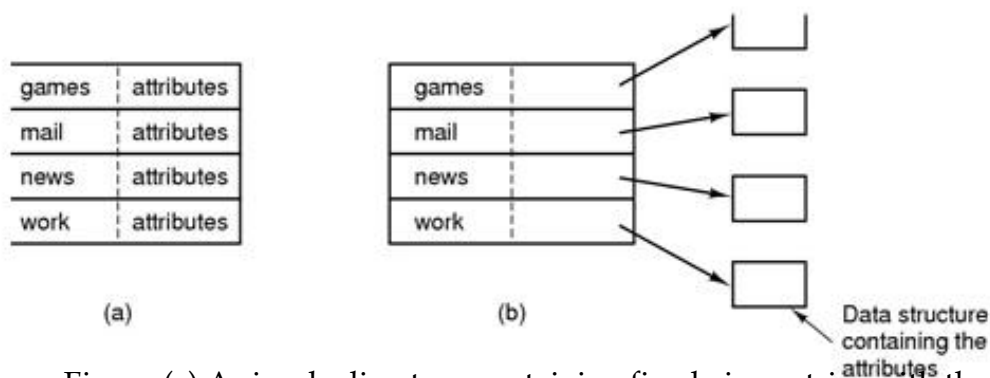 games attributes
mail attributes
news attributes
work attributes
(a)
games
mail
news
work
(b)
Data structure
containing the
attributes